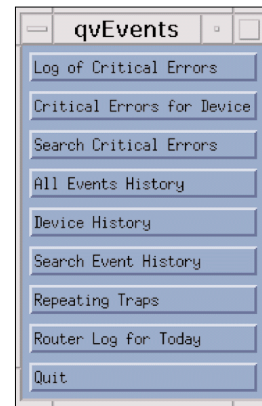 qvEvents
Log of Critical Errors
Critical Errors for Device
Search Critical Errors
All Events History
Device History
Search Event History
Repeating Traps
Router Log for Today
Quit